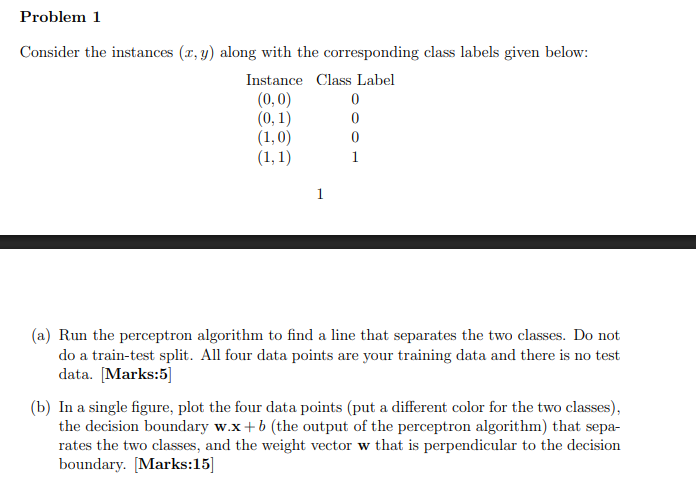 Problem 1
Consider the instances (x, y) along with the corresponding class labels given below:
Instance Class Label
(0, 0) 0
(0, 1) 0
(1, 0) 0
(1, 1) 1
1
(a) Run the perceptron algorithm to find a line that separates the two classes. Do not
do a train-test split. All four data points are your training data and there is no test
data. [Marks:5]
(b) In a single figure, plot the four data points (put a different color for the two classes),
the decision boundary w.x + b (the output of the perceptron algorithm) that sepa-
rates the two classes, and the weight vector w that is perpendicular to the decision
boundary. [Marks:15]